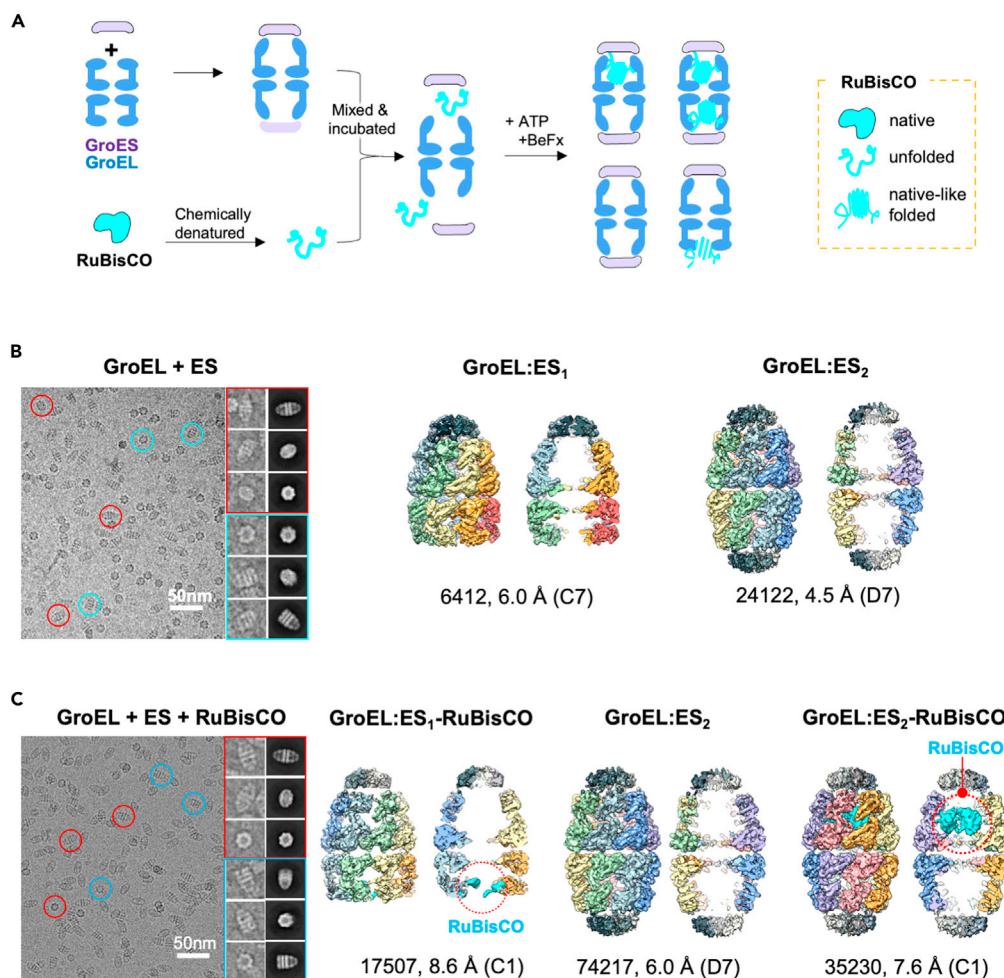 A
+
GroES
GroEL
RuBisCO
Chemically
denatured
Mixed &
incubated
+ ATP
+BeFx
RuBisCO
native
unfolded
native-like
folded
B
GroEL + ES
50nm
GroEL:ES₁
6412, 6.0 Å (C7)
GroEL:ES₂
24122, 4.5 Å (D7)
C
GroEL + ES + RuBisCO
50nm
GroEL:ES₁-RuBisCO
RuBisCO
17507, 8.6 Å (C1)
GroEL:ES₂
74217, 6.0 Å (D7)
GroEL:ES₂-RuBisCO
RuBisCO
35230, 7.6 Å (C1)